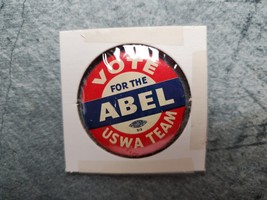 VOTE
FOR THE
ABEL
USWA TEAM